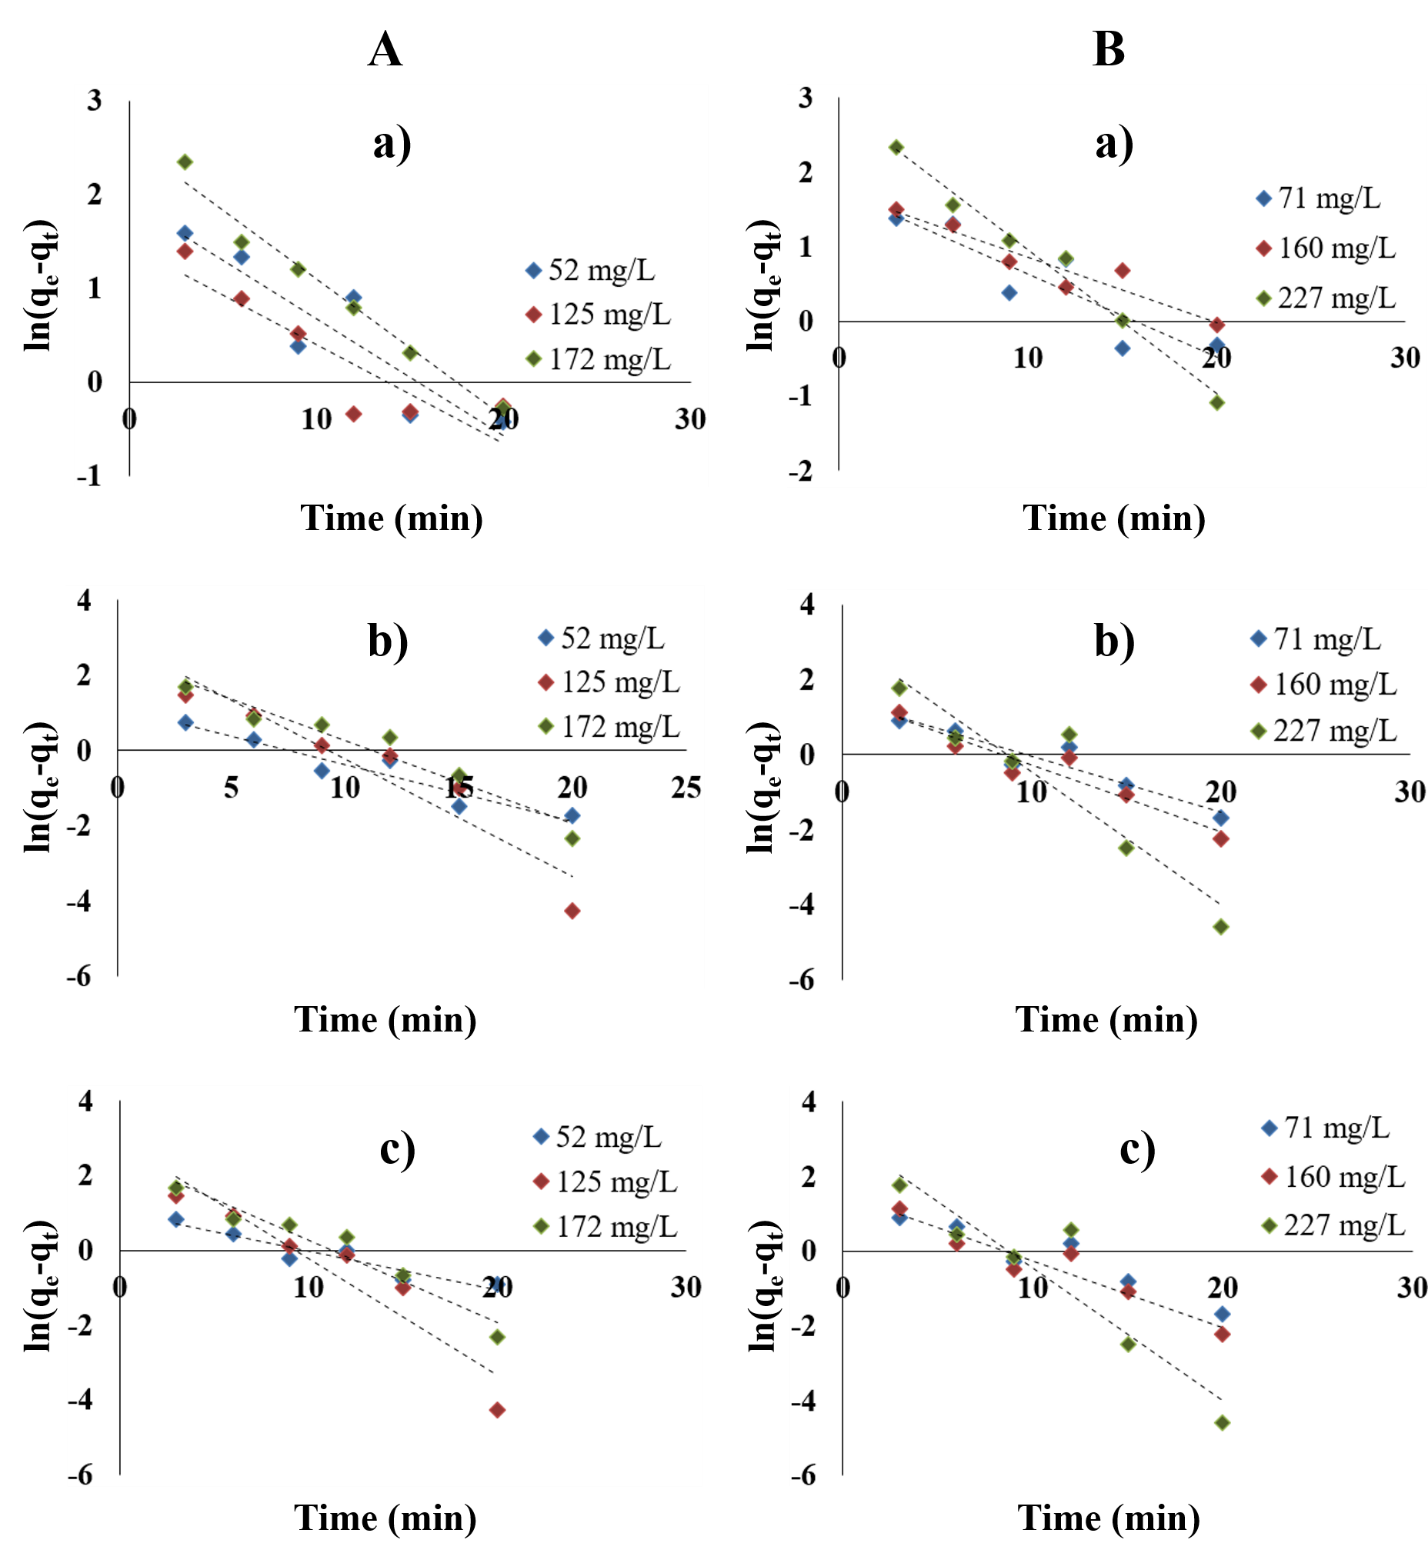 A
B
3
2
1
0
-1
0
10
20
30
a)
52 mg/L
125 mg/L
172 mg/L
ln(qe-qt)
Time (min)
3
2
1
0
-1
-2
0
10
20
30
a)
71 mg/L
160 mg/L
227 mg/L
ln(qe-qt)
Time (min)
4
2
0
-2
-4
-6
0
5
10
15
20
25
b)
52 mg/L
125 mg/L
172 mg/L
ln(qe-qt)
Time (min)
4
2
0
-2
-4
-6
0
10
20
30
b)
71 mg/L
160 mg/L
227 mg/L
ln(qe-qt)
Time (min)
4
2
0
-2
-4
-6
0
10
20
30
c)
52 mg/L
125 mg/L
172 mg/L
ln(qe-qt)
Time (min)
4
2
0
-2
-4
-6
0
10
20
30
c)
71 mg/L
160 mg/L
227 mg/L
ln(qe-qt)
Time (min)